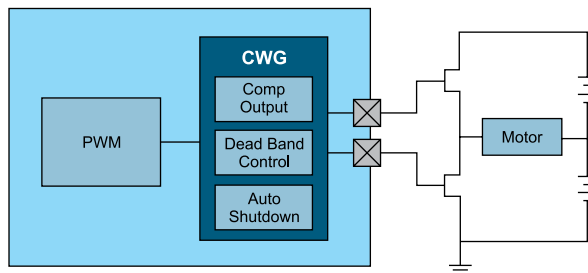 CWG
Comp
Output
PWM
Dead Band
Control
Auto
Shutdown
Motor